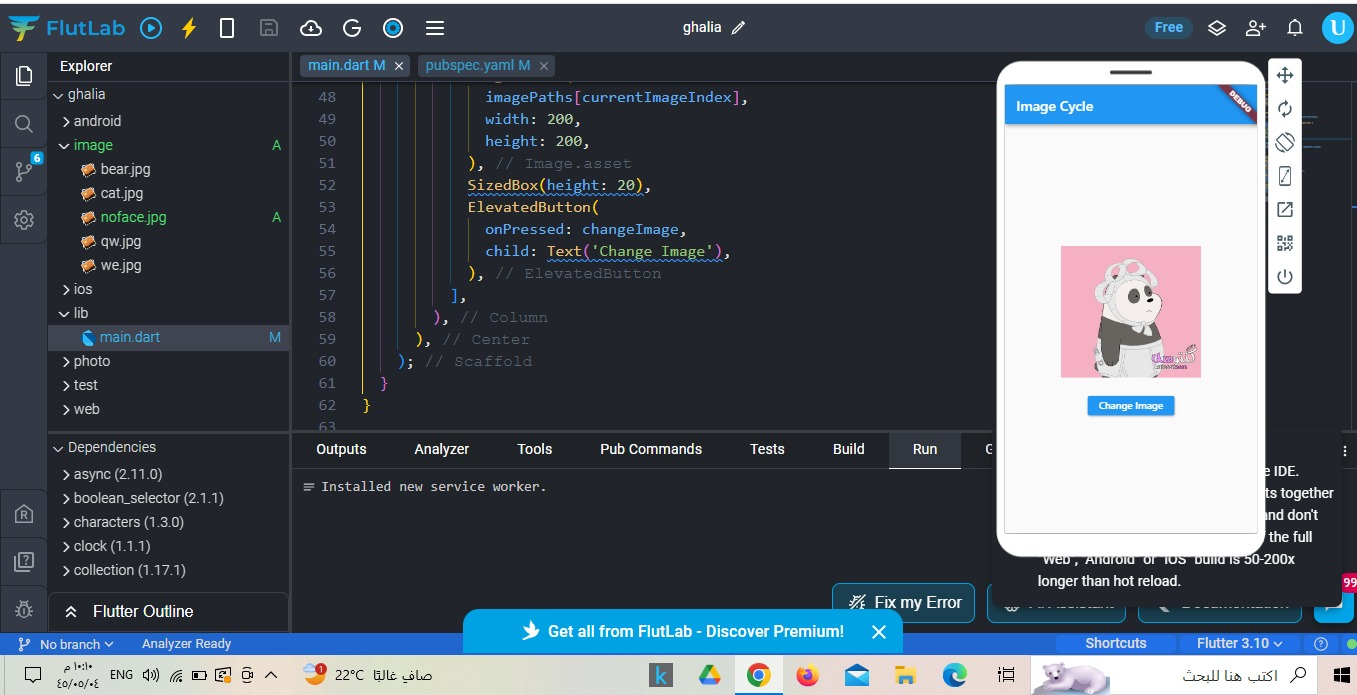 FlutLab
ghalia
Free
U
Explorer
ghalia
android
image A
bear.jpg
cat.jpg
noface.jpg A
qw.jpg
we.jpg
ios
lib
main.dart M
photo
test
web
6
Dependencies
async (2.11.0)
boolean_selector (2.1.1)
characters (1.3.0)
clock (1.1.1)
collection (1.17.1)
Flutter Outline
main.dart M ×
pubspec.yaml M ×
48 imagePaths[currentImageIndex],
49 width: 200,
50 height: 200,
51 ), // Image.asset
52 SizedBox(height: 20),
53 ElevatedButton(
54 onPressed: changeImage,
55 child: Text('Change Image'),
56 ), // ElevatedButton
57 ],
58 ), // Column
59 ), // Center
60 ); // Scaffold
61 }
62 }
63
Outputs Analyzer Tools Pub Commands Tests Build Run
Installed new service worker.
Image Cycle
DEBUG
Change Image
e IDE.
ts together
and don't
f the full
"Web", "Android" or "iOS" build is 50-200x
longer than hot reload.
99
Fix my Error
Get all from FlutLab - Discover Premium!
No branch
Analyzer Ready
Shortcuts
Flutter 3.10
١٠:١٠ م
٤٥/٠٥/٠٤
ENG
1
22°C
صافٍ غالبًا
k
اكتب هنا للبحث